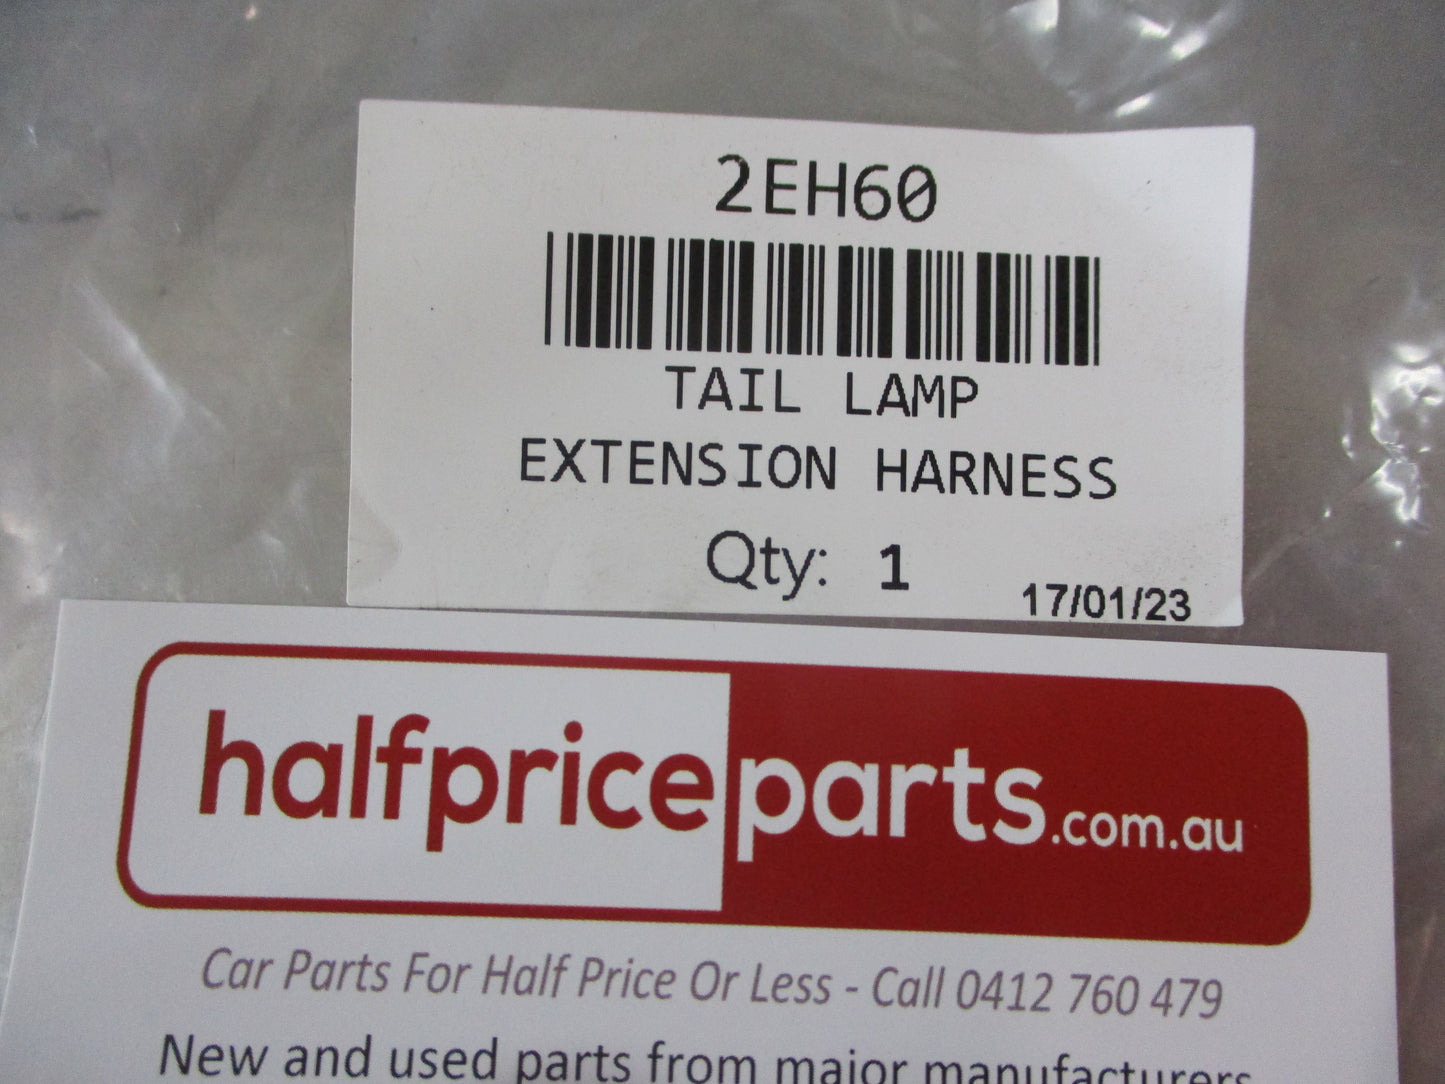 2EH60
TAIL LAMP
EXTENSION HARNESS
Qty: 1
17/01/23
halfpriceparts.com.au
Car Parts For Half Price Or Less - Call 0412 760 479
New and used parts from major manufacturers